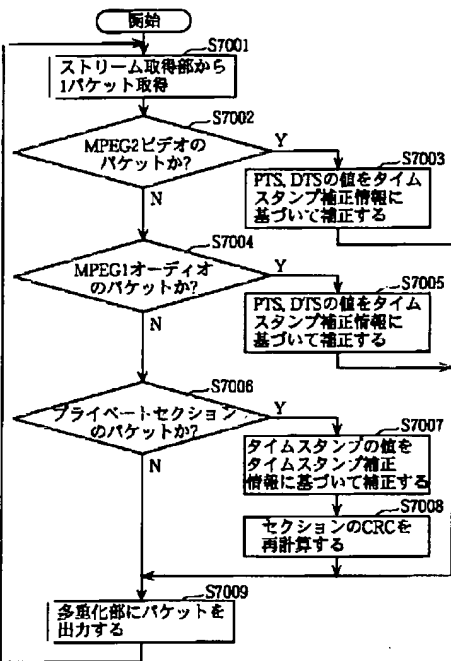 開始
S7001
ストリーム取得部から
1パケット取得
S7002
MPEG2ビデオの
パケットか?
Y
N
S7003
PTS, DTSの値をタイム
スタンプ補正情報に
基づいて補正する
S7004
MPEG1オーディオ
のパケットか?
Y
N
S7005
PTS, DTSの値をタイム
スタンプ補正情報に
基づいて補正する
S7006
プライベートセクション
のパケットか?
Y
N
S7007
タイムスタンプの値を
タイムスタンプ補正
情報に基づいて補正する
S7008
セクションのCRCを
再計算する
S7009
多重化部にパケットを
出力する